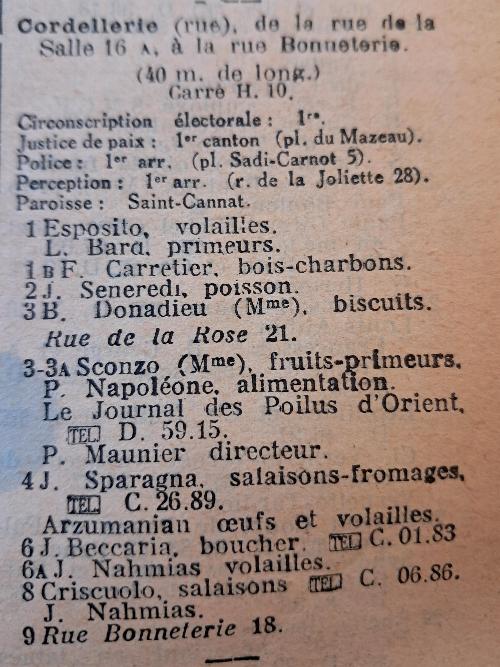 Cordellerie (rue), de la rue de la
Salle 16 A, à la rue Bonneterie.
(40 m. de long.)
Carré H. 10.
Circonscription électorale : 1re.
Justice de paix : 1er canton (pl. du Mazeau).
Police : 1er arr. (pl. Sadi-Carnot 5).
Perception : 1er arr. (r. de la Joliette 28).
Paroisse : Saint-Cannat.
1 Esposito, volailles.
L. Bara, primeurs.
1 B F. Carretier, bois-charbons.
2 J. Seneredi, poisson.
3 B. Donadieu (Mme), biscuits.
Rue de la Rose 21.
3-3A Sconzo (Mme), fruits-primeurs.
P. Napoléone, alimentation.
Le Journal des Poilus d'Orient,
TEL D. 59.15.
P. Maunier directeur.
4 J. Sparagna, salaisons-fromages,
TEL C. 26.89.
Arzumanian œufs et volailles.
6 J. Beccaria, boucher. TEL C. 01.83
6A J. Nahmias volailles.
8 Criscuolo, salaisons TEL C. 06.86.
J. Nahmias.
9 Rue Bonneterie 18.